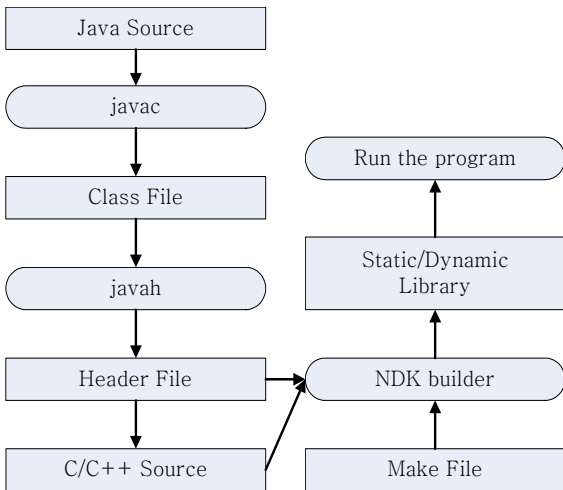 Java Source
javac
Class File
javah
Header File
C/C++ Source
Run the program
Static/Dynamic
Library
NDK builder
Make File